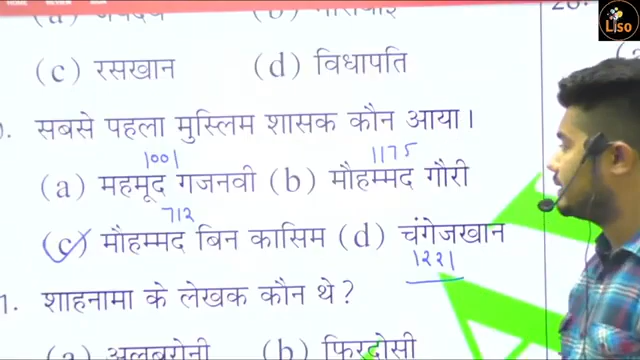 (c) रसखान (d) विधापति
सबसे पहला मुस्लिम शासक कौन आया।
1001 1175
(a) महमूद गजनवी (b) मौहम्मद गौरी
712
(c) मौहम्मद बिन कासिम (d) चंगेजखान
1221
1. शाहनामा के लेखक कौन थे?
(a) अलबरोनी (b) फिरदोसी
Liso